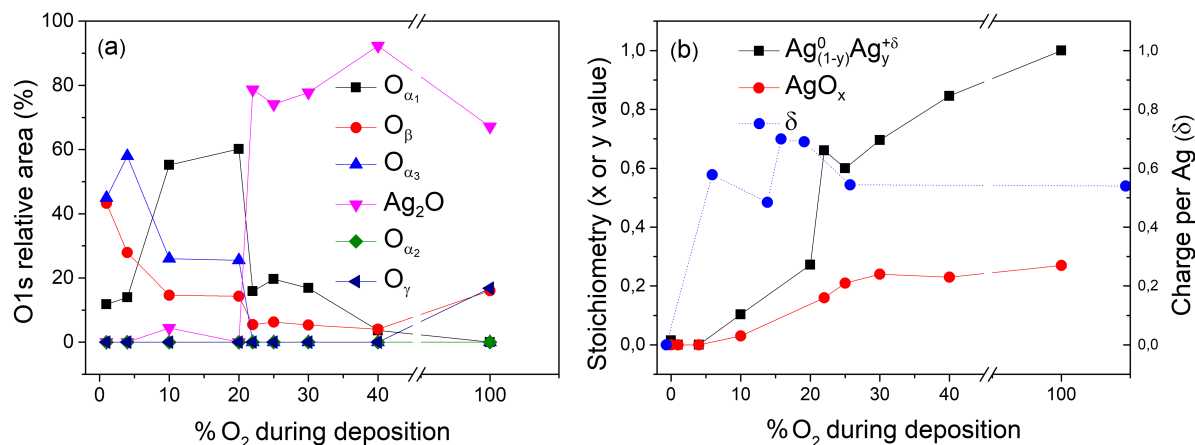 (a)
O1s relative area (%)
100
80
60
40
20
0
Oα1
Oβ
Oα3
Ag2O
Oα2
Oγ
0 10 20 30 40 100
% O2 during deposition
(b)
Stoichiometry (x or y value)
1,0
0,8
0,6
0,4
0,2
0,0
Ag0(1-y)Ag+δy
AgOx
δ
1,0
0,8
0,6
0,4
0,2
0,0
Charge per Ag (δ)
0 10 20 30 40 100
% O2 during deposition